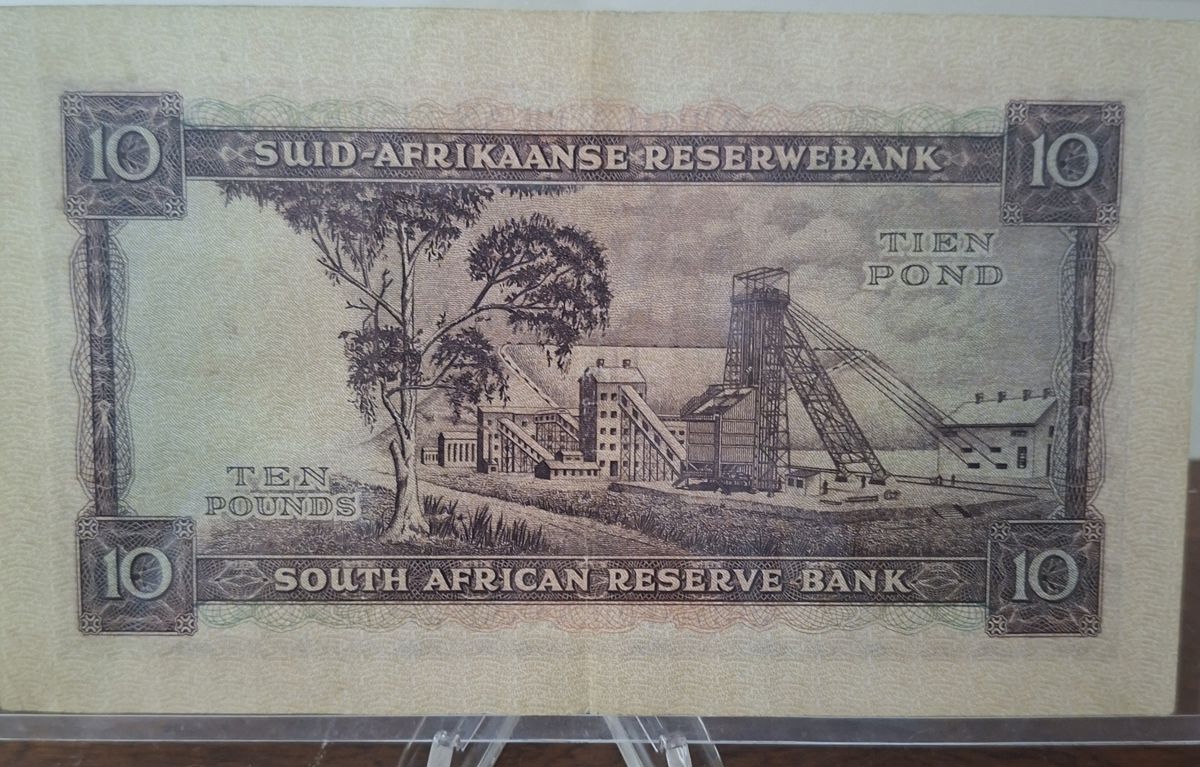 10 SUID-AFRIKAANSE RESERWEBANK 10
TIEN
POND
TEN
POUNDS
10 SOUTH AFRICAN RESERVE BANK 10